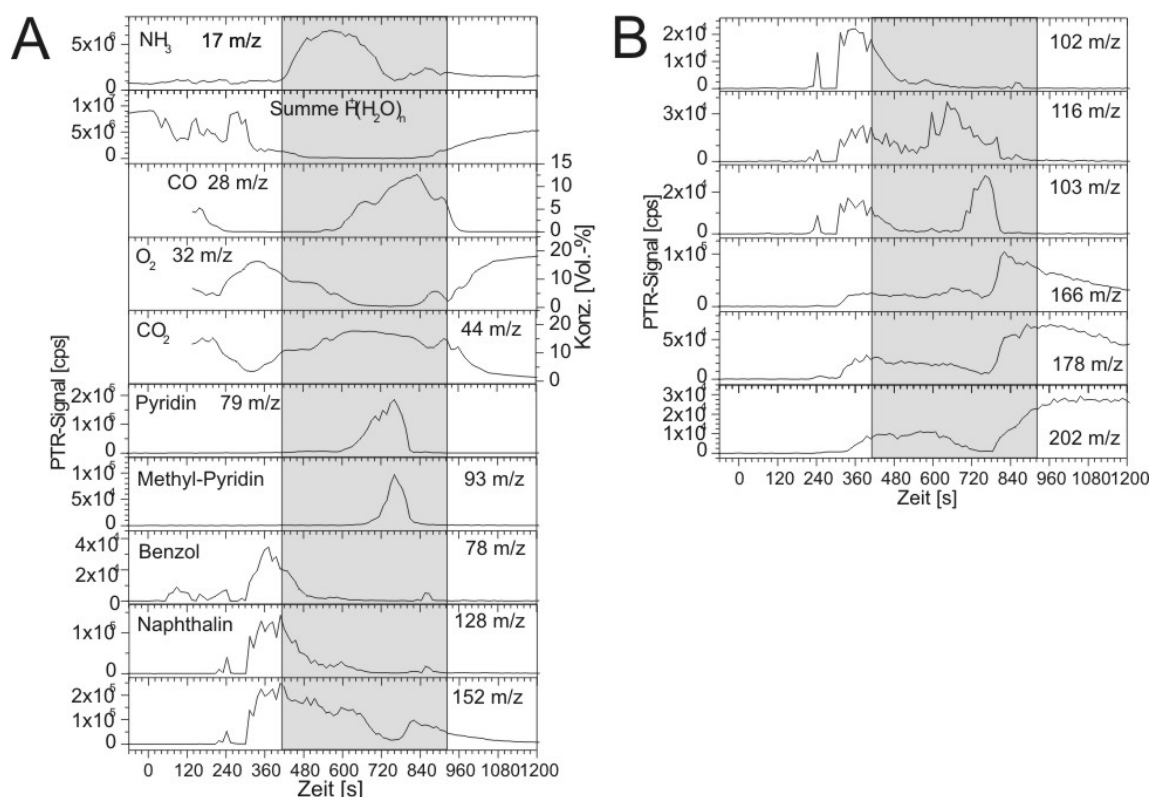 A
NH3 17 m/z
5x10^6
0
Summe H+(H2O)n
1x10^7
5x10^6
0
CO 28 m/z
15
10
5
0
O2 32 m/z
20
10
0
CO2 44 m/z
20
10
0
Konz. [Vol.-%]
PTR-Signal [cps]
Pyridin 79 m/z
2x10^5
1x10^5
0
Methyl-Pyridin 93 m/z
1x10^5
5x10^4
0
Benzol 78 m/z
4x10^4
2x10^4
0
Naphthalin 128 m/z
1x10^6
0
152 m/z
2x10^5
1x10^5
0
0 120 240 360 480 600 720 840 960 1080 1200
Zeit [s]
B
102 m/z
2x10^4
1x10^4
0
116 m/z
3x10^4
0
103 m/z
2x10^4
0
PTR-Signal [cps]
166 m/z
1x10^5
0
178 m/z
5x10^4
0
202 m/z
3x10^4
2x10^4
1x10^4
0
0 120 240 360 480 600 720 840 960 1080 1200
Zeit [s]